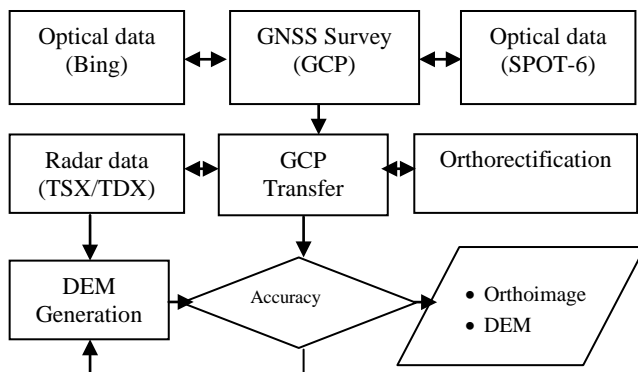 Optical data
(Bing)
GNSS Survey
(GCP)
Optical data
(SPOT-6)
Radar data
(TSX/TDX)
GCP
Transfer
Orthorectification
DEM
Generation
Accuracy
• Orthoimage
• DEM